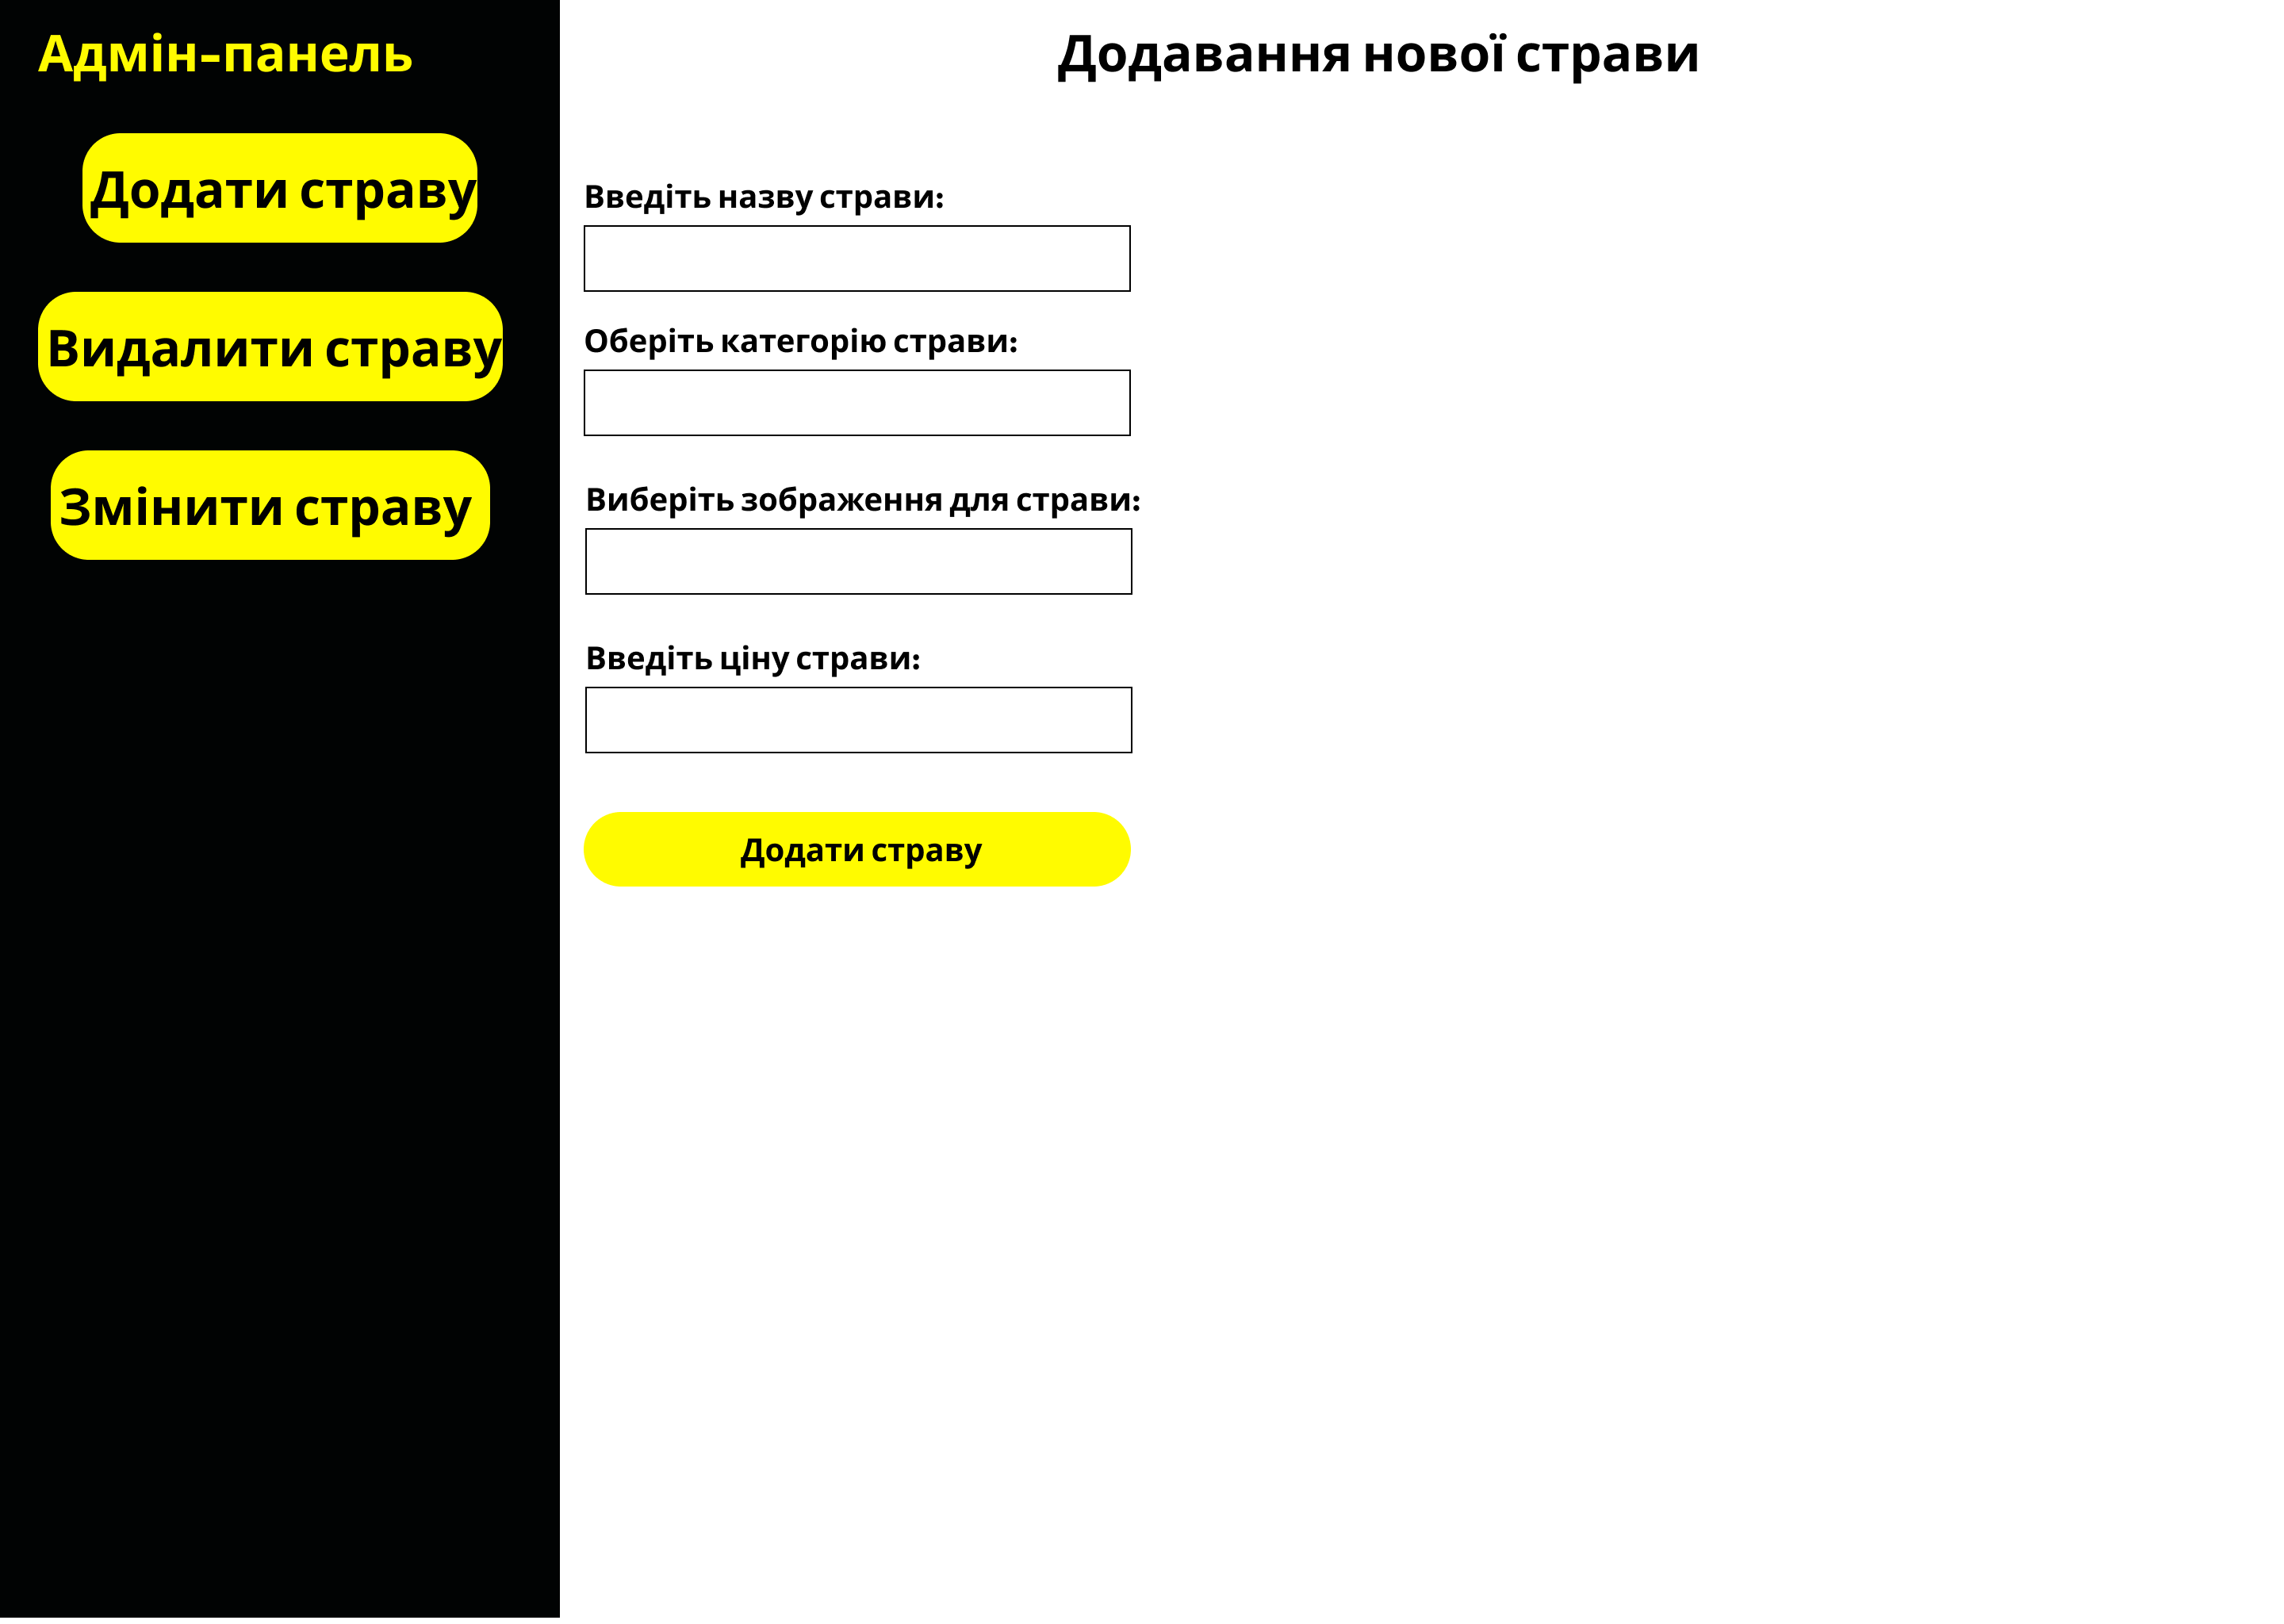 Адмін-панель
Додати страву
Видалити страву
Змінити страву
Додавання нової страви
Введіть назву страви:
Оберіть категорію страви:
Виберіть зображення для страви:
Введіть ціну страви:
Додати страву